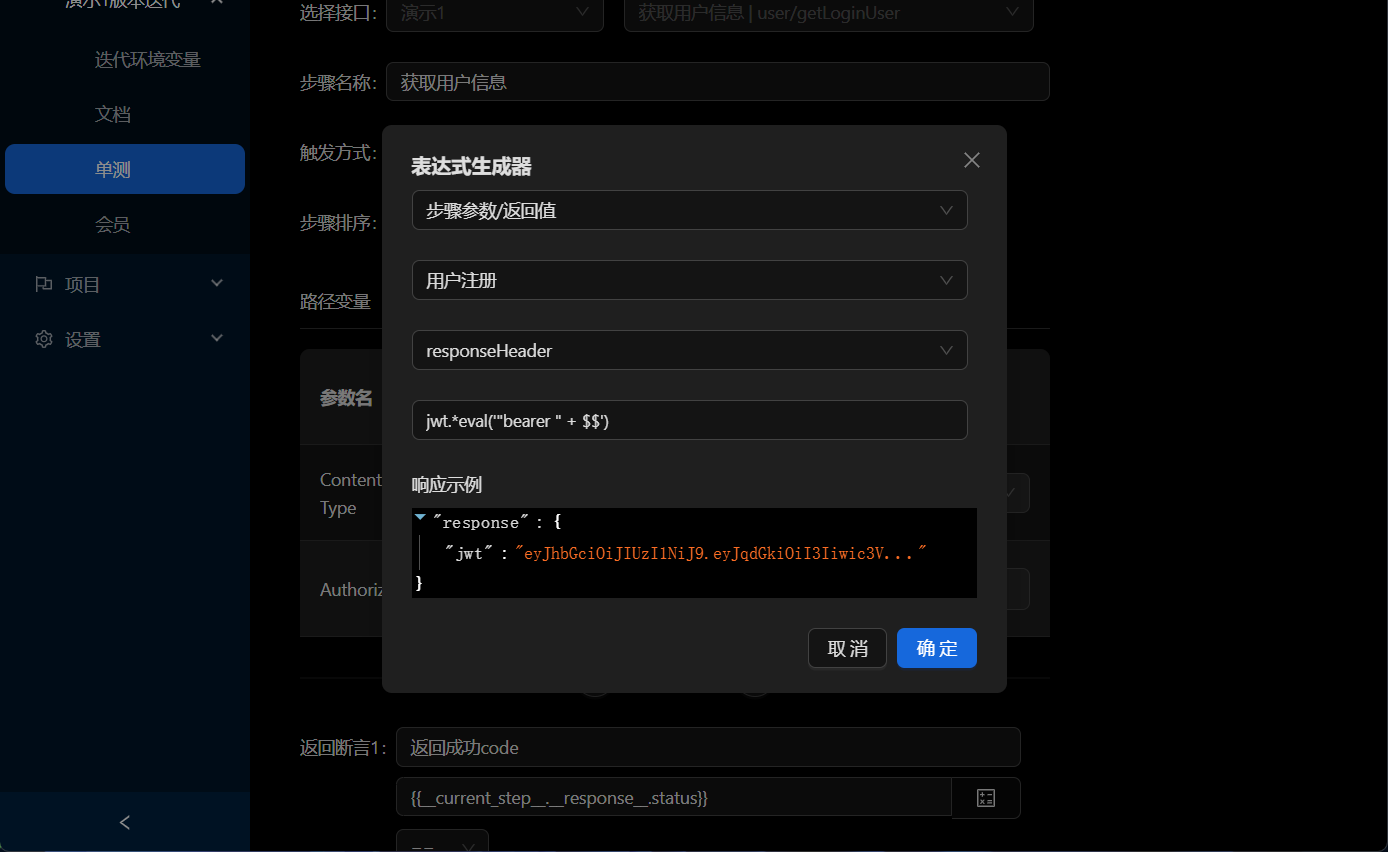 演示1版本迭代
迭代环境变量
文档
单测
会员
项目
设置
选择接口:
演示1
获取用户信息 | user/getLoginUser
步骤名称:
获取用户信息
触发方式:
步骤排序:
路径变量
参数名
Content
Type
Authoriz
表达式生成器
步骤参数/返回值
用户注册
responseHeader
jwt.*eval('"bearer " + $$')
响应示例
"response" : {
"jwt" : "eyJhbGciOiJIUzI1NiJ9.eyJqdGkiOiI3Iiwic3V..."
}
取 消
确 定
返回断言1:
返回成功code
{{__current_step__.__response__.status}}
==